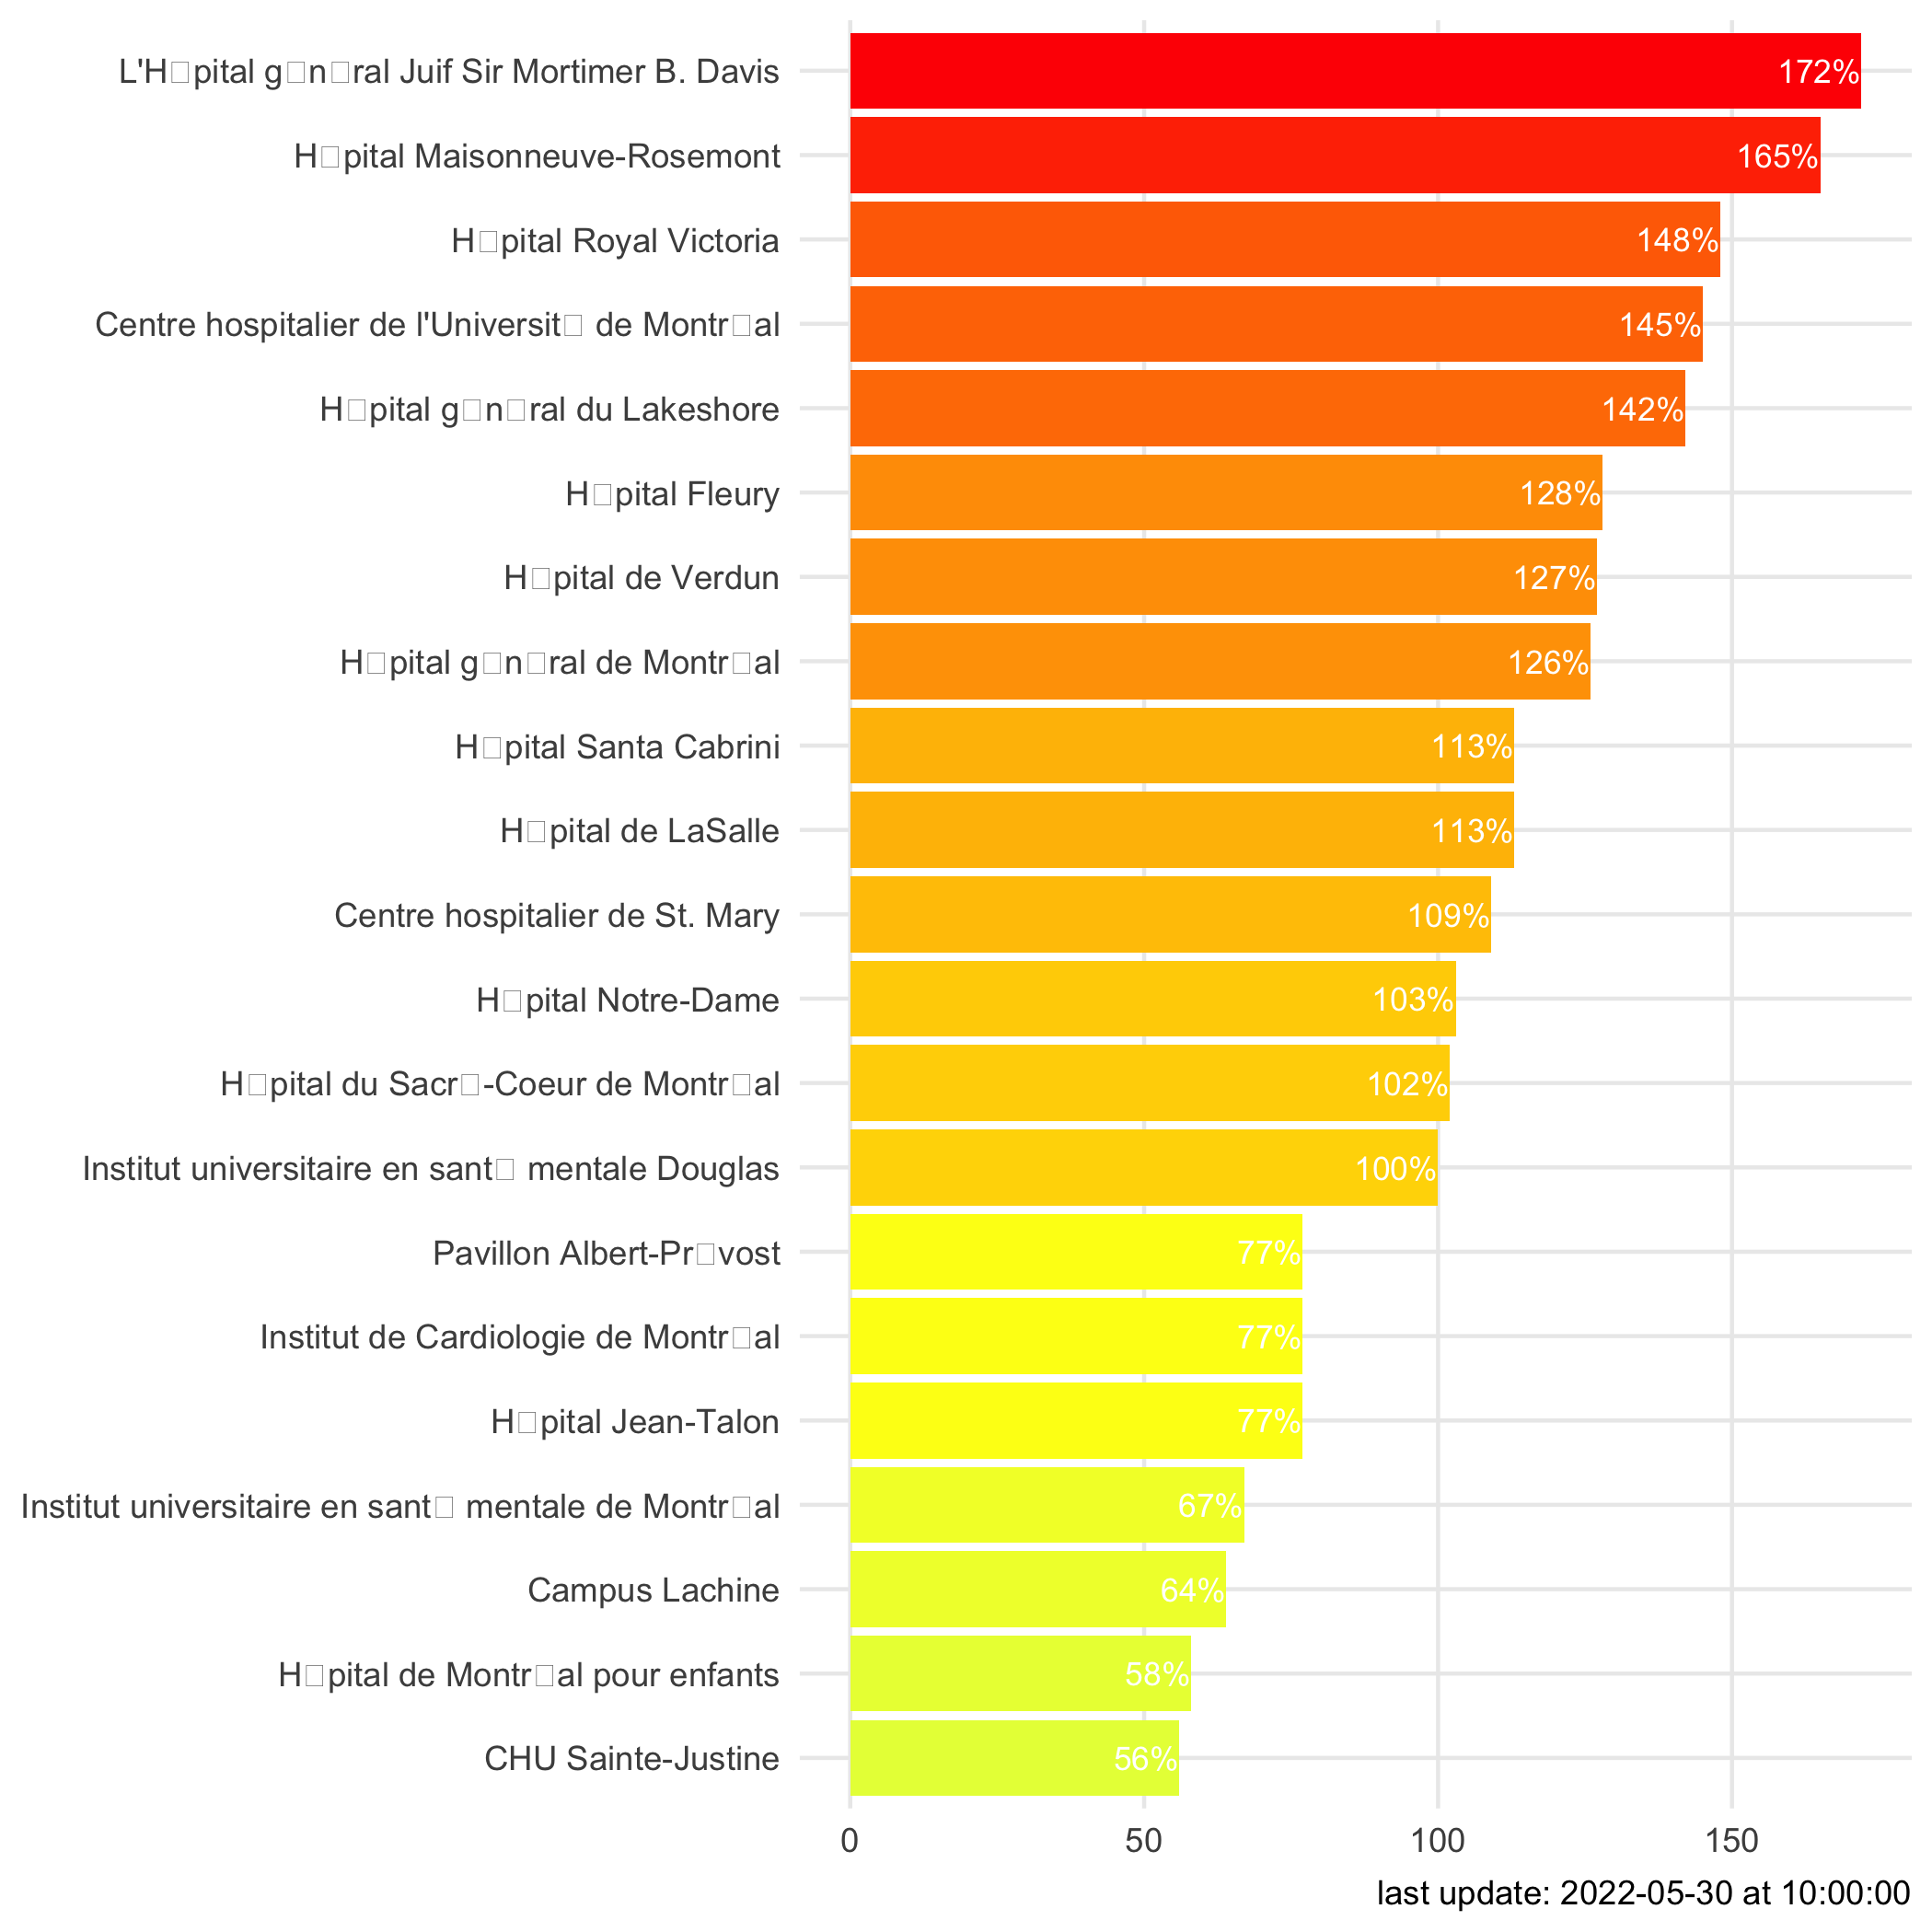 L'H□pital g□n□ral Juif Sir Mortimer B. Davis 172%
H□pital Maisonneuve-Rosemont 165%
H□pital Royal Victoria 148%
Centre hospitalier de l'Universit□ de Montr□al 145%
H□pital g□n□ral du Lakeshore 142%
H□pital Fleury 128%
H□pital de Verdun 127%
H□pital g□n□ral de Montr□al 126%
H□pital Santa Cabrini 113%
H□pital de LaSalle 113%
Centre hospitalier de St. Mary 109%
H□pital Notre-Dame 103%
H□pital du Sacr□-Coeur de Montr□al 102%
Institut universitaire en sant□ mentale Douglas 100%
Pavillon Albert-Pr□vost 77%
Institut de Cardiologie de Montr□al 77%
H□pital Jean-Talon 77%
Institut universitaire en sant□ mentale de Montr□al 67%
Campus Lachine 64%
H□pital de Montr□al pour enfants 58%
CHU Sainte-Justine 56%
0 50 100 150
last update: 2022-05-30 at 10:00:00